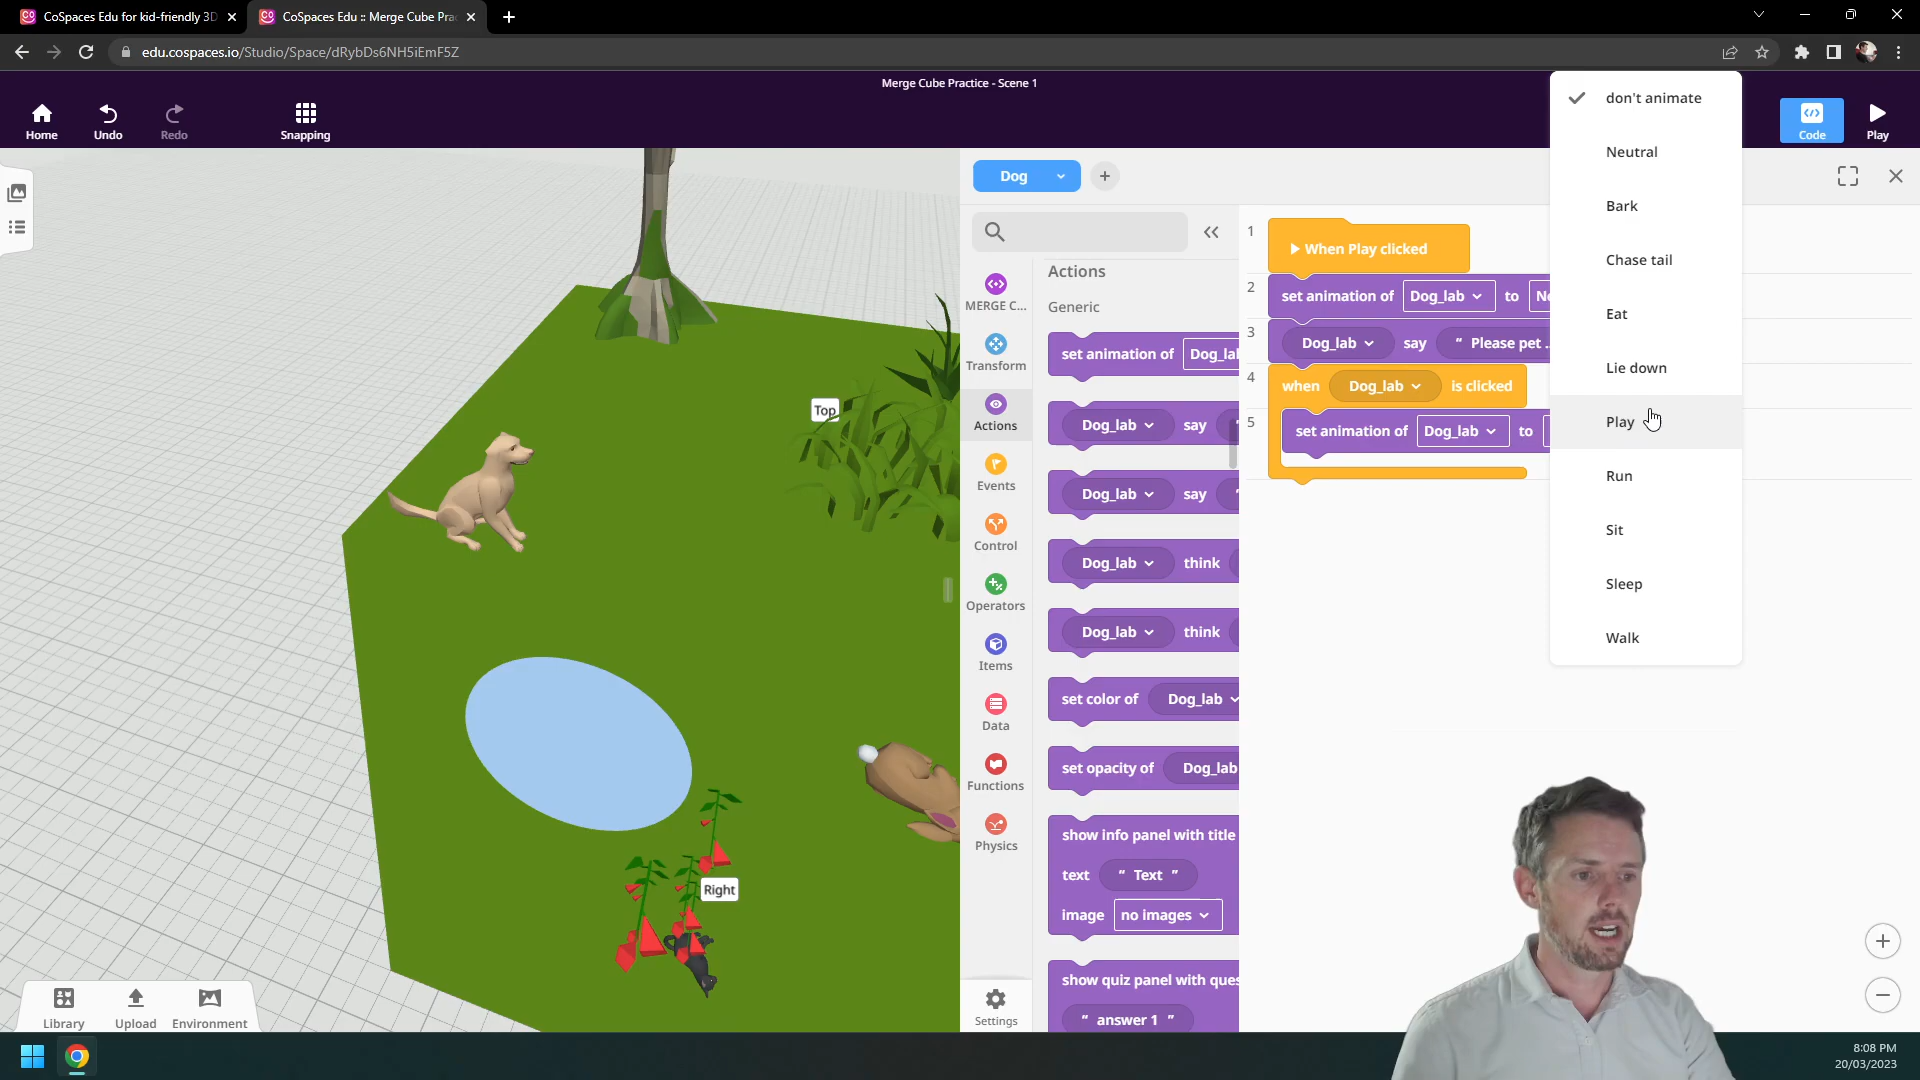 CoSpaces Edu for kid-friendly 3D
CoSpaces Edu :: Merge Cube Prac
edu.cospaces.io/Studio/Space/dRybDs6NH5iEmF5Z
Merge Cube Practice - Scene 1
Home
Undo
Redo
Snapping
Code
Play
don't animate
Neutral
Bark
Chase tail
Eat
Lie down
Play
Run
Sit
Sleep
Walk
Dog
MERGE C...
Transform
Actions
Events
Control
Operators
Items
Data
Functions
Physics
Settings
Actions
Generic
set animation of Dog_lab
Dog_lab say "
Dog_lab say "
Dog_lab think
Dog_lab think
set color of Dog_lab
set opacity of Dog_lab
show info panel with title
text " Text "
image no images
show quiz panel with ques
" answer 1 "
1 When Play clicked
2 set animation of Dog_lab to Ne
3 Dog_lab say " Please pet ..
4 when Dog_lab is clicked
5 set animation of Dog_lab to
Top
Right
Library
Upload
Environment
8:08 PM
20/03/2023